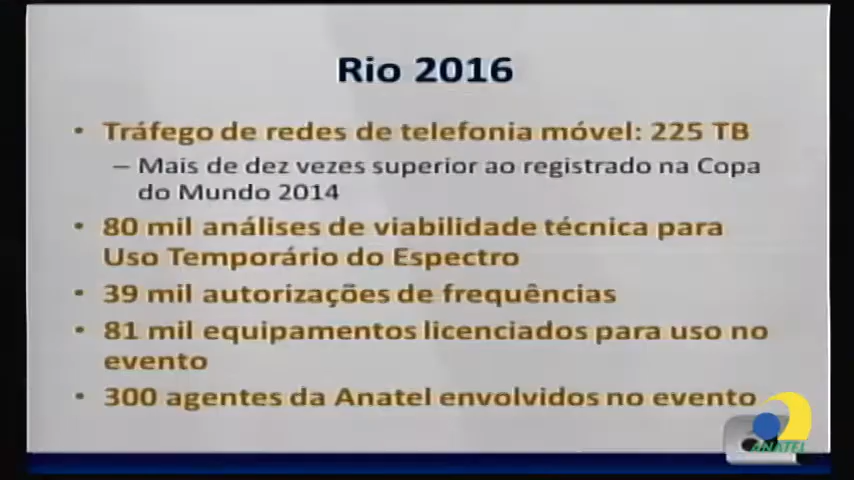 Rio 2016
• Tráfego de redes de telefonia móvel: 225 TB
– Mais de dez vezes superior ao registrado na Copa
do Mundo 2014
• 80 mil análises de viabilidade técnica para
Uso Temporário do Espectro
• 39 mil autorizações de frequências
• 81 mil equipamentos licenciados para uso no
evento
• 300 agentes da Anatel envolvidos no evento
ANATEL